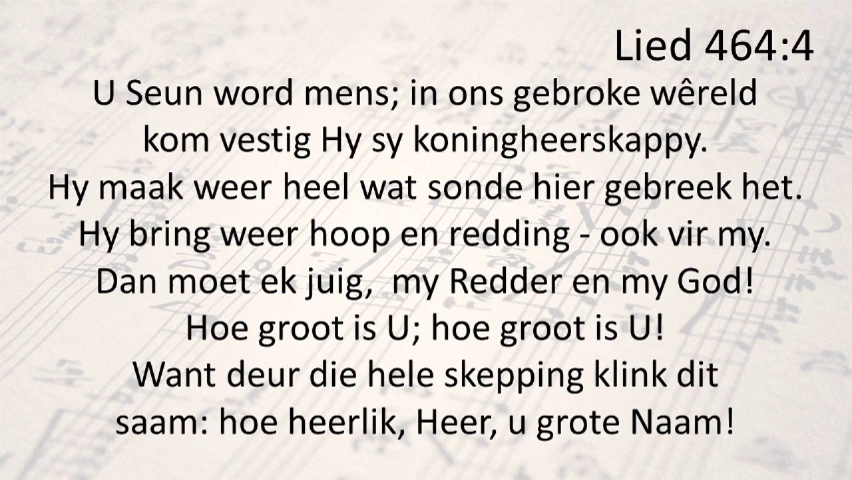 Lied 464:4
U Seun word mens; in ons gebroke wêreld
kom vestig Hy sy koningheerskappy.
Hy maak weer heel wat sonde hier gebreek het.
Hy bring weer hoop en redding - ook vir my.
Dan moet ek juig,  my Redder en my God!
Hoe groot is U; hoe groot is U!
Want deur die hele skepping klink dit
saam: hoe heerlik, Heer, u grote Naam!